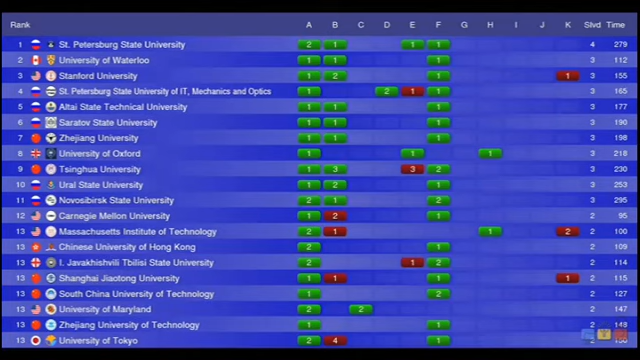 Rank A B C D E F G H I J K Slvd Time
1 St. Petersburg State University 2 1 1 1 4 279
2 University of Waterloo 1 1 1 3 112
3 Stanford University 1 2 1 1 3 155
4 St. Petersburg State University of IT, Mechanics and Optics 1 2 1 1 3 165
5 Altai State Technical University 1 1 1 3 177
6 Saratov State University 1 1 1 3 190
7 Zhejiang University 1 1 1 3 198
8 University of Oxford 1 1 1 3 218
9 Tsinghua University 1 3 3 2 3 230
10 Ural State University 1 2 1 3 253
11 Novosibirsk State University 2 1 2 3 295
12 Carnegie Mellon University 1 2 1 2 95
13 Massachusetts Institute of Technology 2 1 1 2 2 100
13 Chinese University of Hong Kong 2 1 2 109
13 I. Javakhishvili Tbilisi State University 2 1 2 2 114
13 Shanghai Jiaotong University 1 1 1 1 2 115
13 South China University of Technology 1 2 2 127
13 University of Maryland 2 2 2 147
13 Zhejiang University of Technology 1 1 2 148
13 University of Tokyo 2 4 1 2